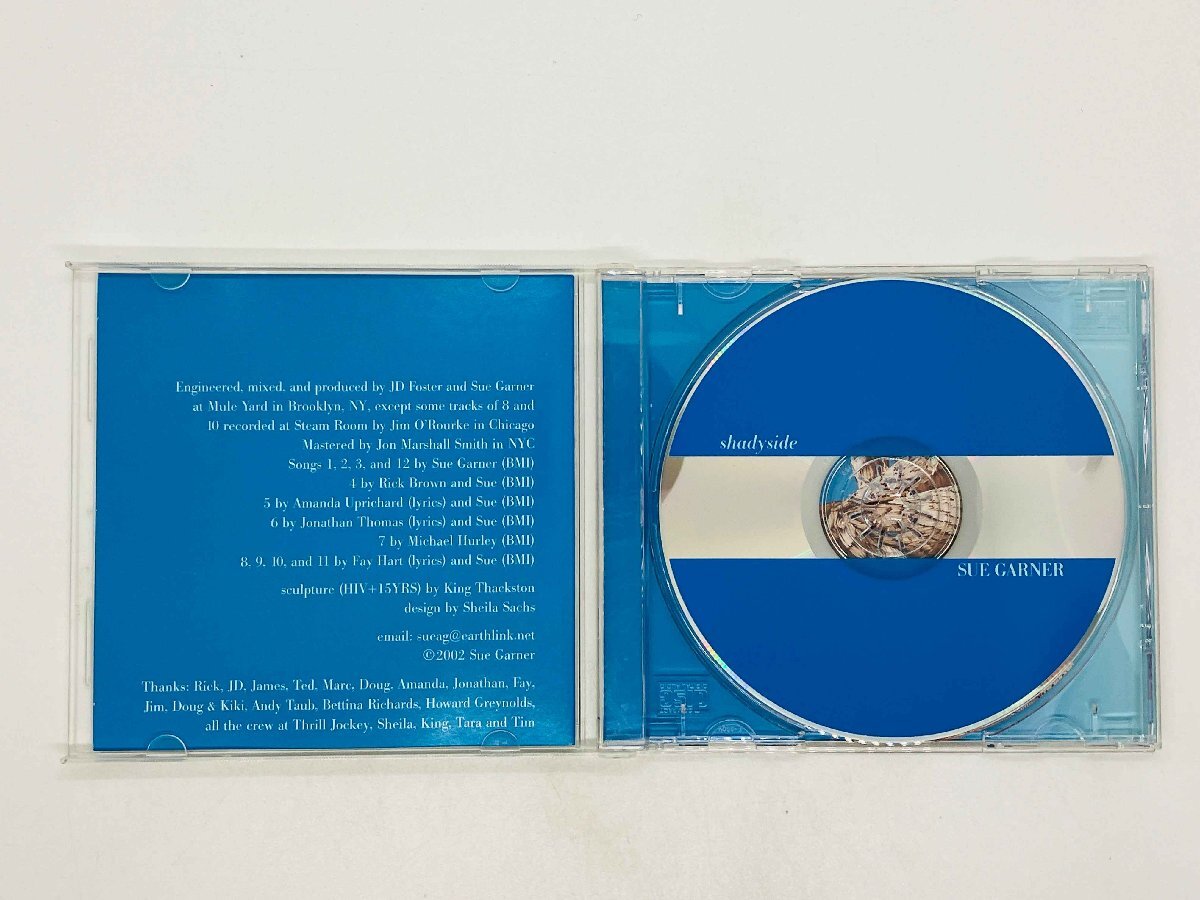 Engineered, mixed, and produced by JD Foster and Sue Garner
at Mule Yard in Brooklyn, NY, except some tracks of 8 and
10 recorded at Steam Room by Jim O'Rourke in Chicago
Mastered by Jon Marshall Smith in NYC
Songs 1, 2, 3, and 12 by Sue Garner (BMI)
4 by Rick Brown and Sue (BMI)
5 by Amanda Uprichard (lyrics) and Sue (BMI)
6 by Jonathan Thomas (lyrics) and Sue (BMI)
7 by Michael Hurley (BMI)
8, 9, 10, and 11 by Fay Hart (lyrics) and Sue (BMI)
sculpture (HIV+15YRS) by King Thackston
design by Sheila Sachs
email: sueag@earthlink.net
©2002 Sue Garner
Thanks: Rick, JD, James, Ted, Marc, Doug, Amanda, Jonathan, Fay,
Jim, Doug & Kiki, Andy Taub, Bettina Richards, Howard Greynolds,
all the crew at Thrill Jockey, Sheila, King, Tara and Tim
shadyside
SUE GARNER